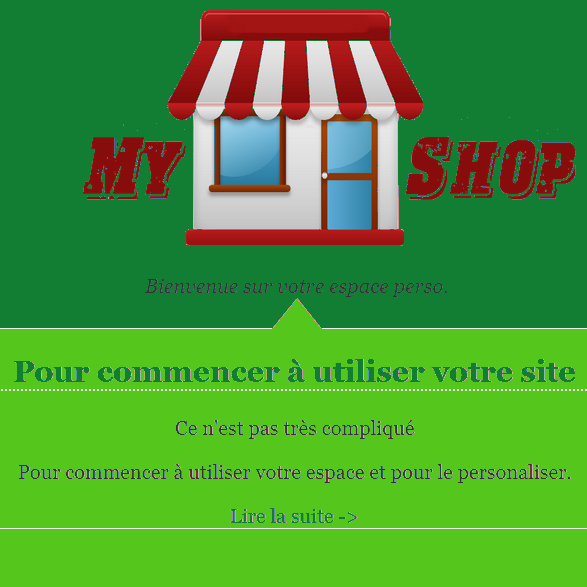 My Shop
Bienvenue sur votre espace perso.
Pour commencer à utiliser votre site
Ce n'est pas très compliqué
Pour commencer à utiliser votre espace et pour le personaliser.
Lire la suite ->